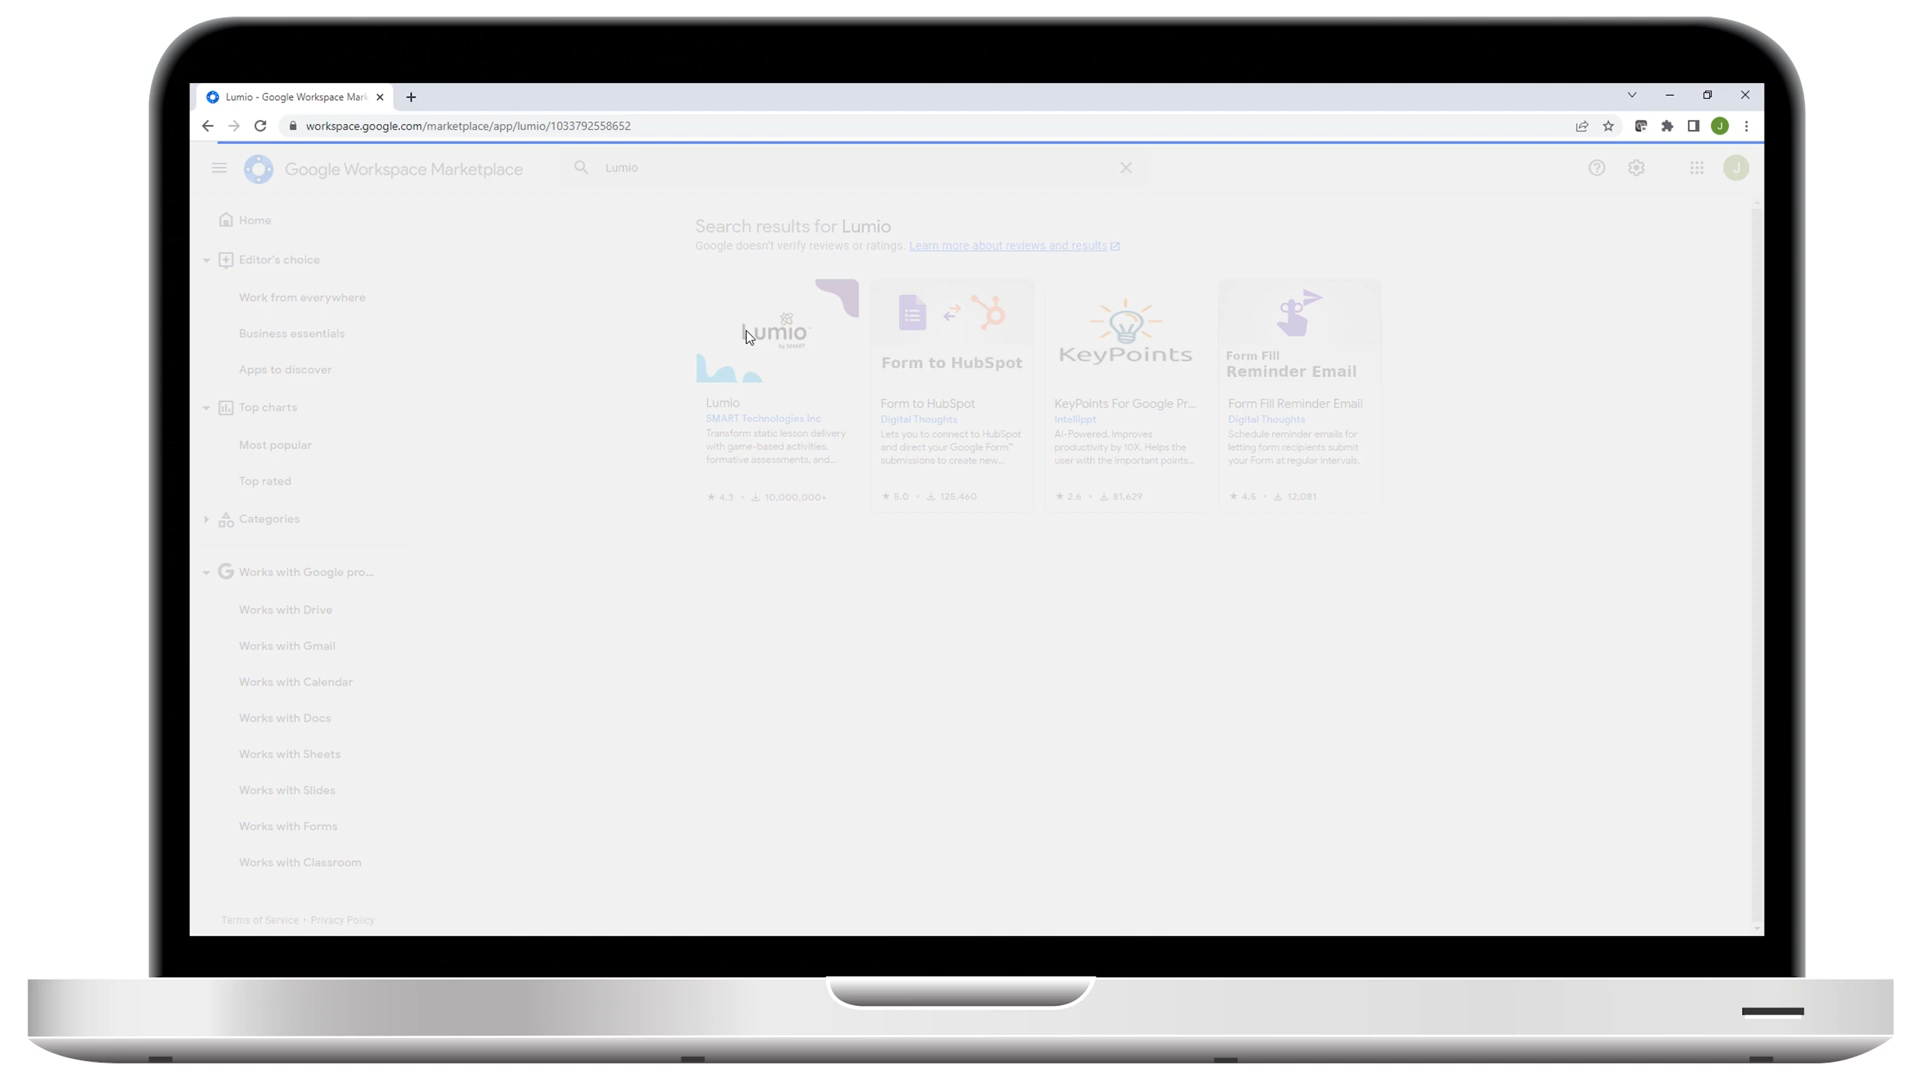 Lumio - Google Workspace Mar
workspace.google.com/marketplace/app/lumio/1033792558652
J
Google Workspace Marketplace
Lumio
J
Home
Editor's choice
Work from everywhere
Business essentials
Apps to discover
Top charts
Most popular
Top rated
Categories
Works with Google pro...
Works with Drive
Works with Gmail
Works with Calendar
Works with Docs
Works with Sheets
Works with Slides
Works with Forms
Works with Classroom
Terms of Service • Privacy Policy
Search results for Lumio
Google doesn't verify reviews or ratings. Learn more about reviews and results
Lumio
by SMART
Lumio
SMART Technologies Inc
Transform static lesson delivery
with game-based activities,
formative assessments, and...
4.3 • 10,000,000+
Form to HubSpot
Form to HubSpot
Digital Thoughts
Lets you to connect to HubSpot
and direct your Google Form™
submissions to create new...
5.0 • 125,460
KeyPoints
KeyPoints For Google Pr...
Intellippt
AI-Powered. Improves
productivity by 10X. Helps the
user with the important points...
2.6 • 81,629
Form Fill
Reminder Email
Form Fill Reminder Email
Digital Thoughts
Schedule reminder emails for
letting form recipients submit
your Form at regular intervals.
4.5 • 12,081